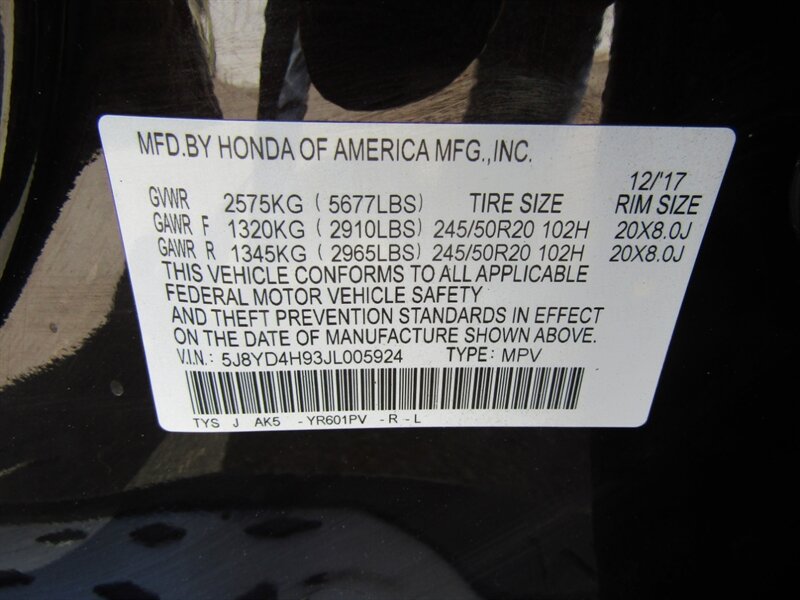 MFD.BY HONDA OF AMERICA MFG.,INC.
12/'17
GVWR 2575KG ( 5677LBS ) TIRE SIZE RIM SIZE
GAWR F 1320KG ( 2910LBS ) 245/50R20 102H 20X8.0J
GAWR R 1345KG ( 2965LBS ) 245/50R20 102H 20X8.0J
THIS VEHICLE CONFORMS TO ALL APPLICABLE
FEDERAL MOTOR VEHICLE SAFETY
AND THEFT PREVENTION STANDARDS IN EFFECT
ON THE DATE OF MANUFACTURE SHOWN ABOVE.
V.I.N.: 5J8YD4H93JL005924 TYPE: MPV
TYS J AK5 -YR601PV -R-L